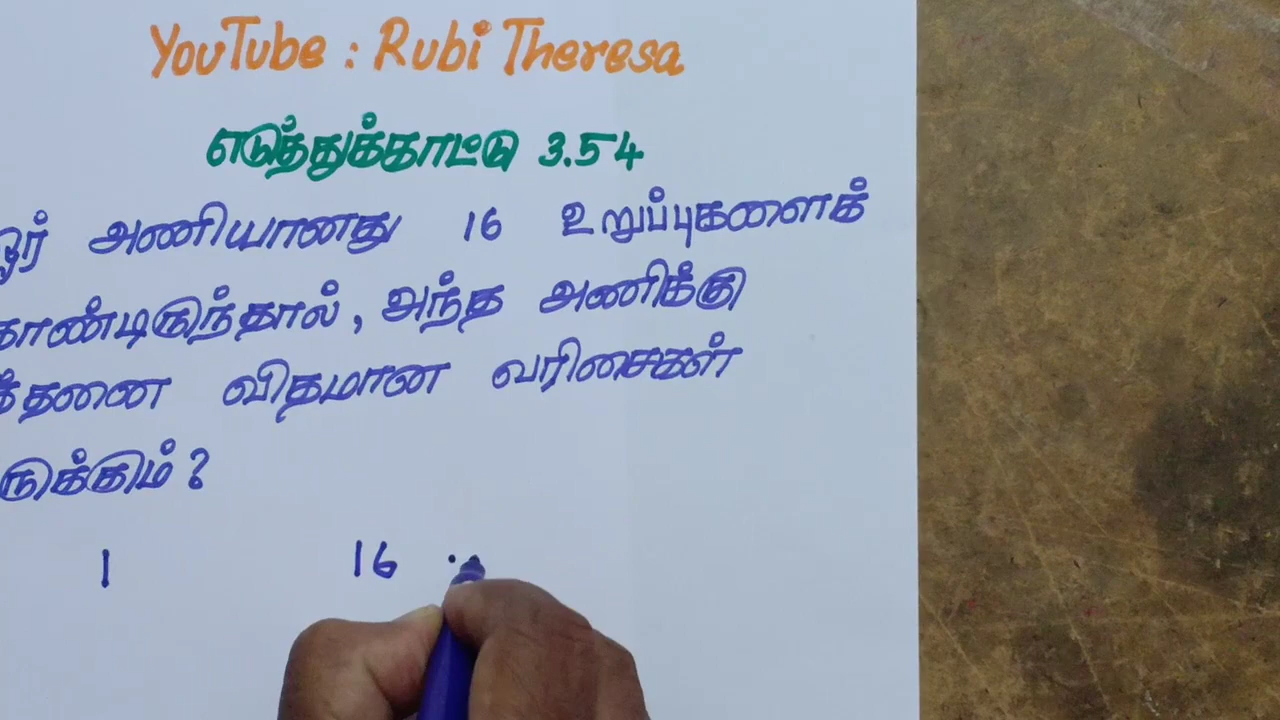 YouTube : Rubi Theresa
எடுத்துக்காட்டு 3.54
ஓர் அணியானது 16 உறுப்புகளைக்
காண்டிருந்தால், அந்த அணிக்கு
த்தனை விதமான வரிசைகள்
ருக்கும்?
1 16